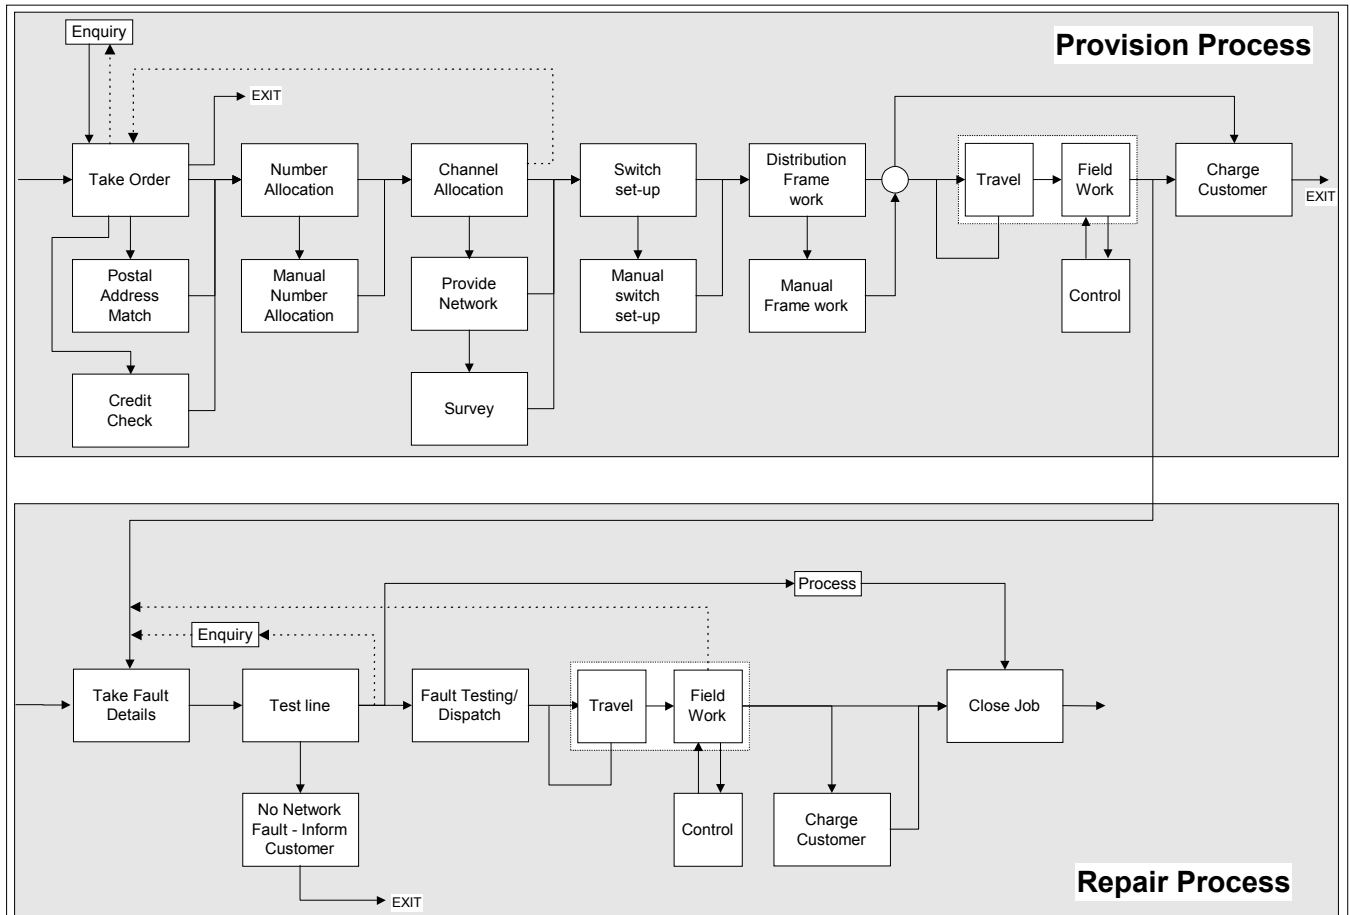 Enquiry
Provision Process
EXIT
Take Order
Number
Allocation
Channel
Allocation
Switch
set-up
Distribution
Frame
work
Travel
Field
Work
Charge
Customer
EXIT
Postal
Address
Match
Manual
Number
Allocation
Provide
Network
Manual
switch
set-up
Manual
Frame work
Control
Credit
Check
Survey
Process
Enquiry
Take Fault
Details
Test line
Fault Testing/
Dispatch
Travel
Field
Work
Close Job
No Network
Fault - Inform
Customer
Control
Charge
Customer
Repair Process
EXIT